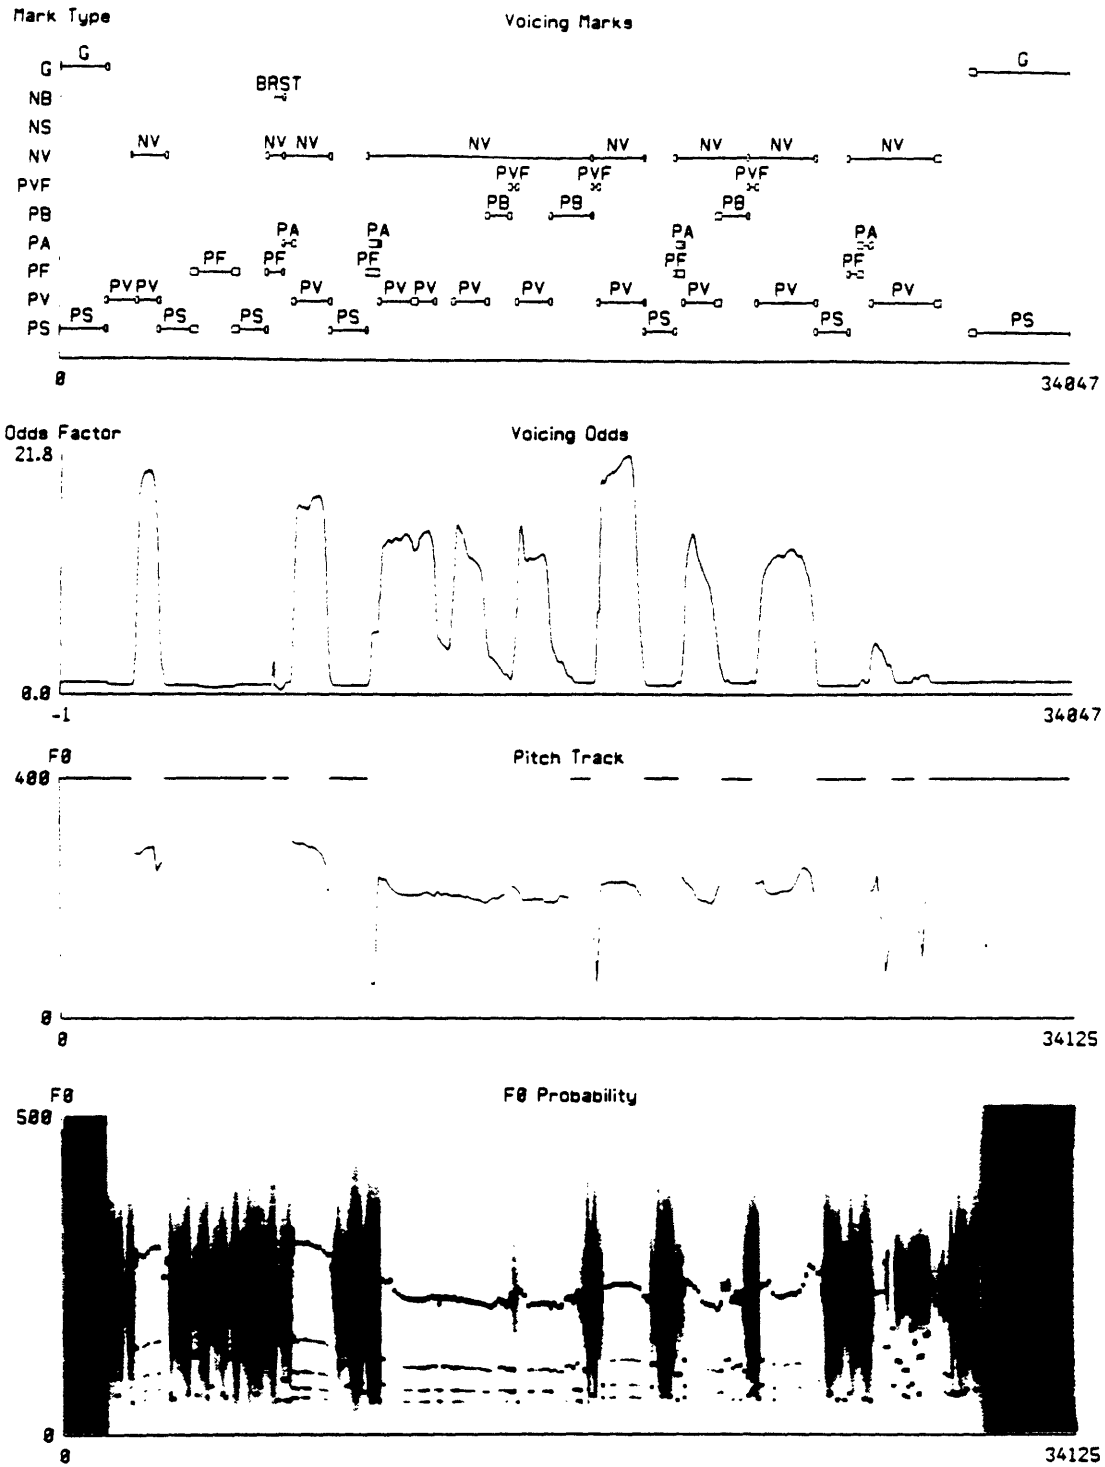 Mark Type Voicing Marks
G G
G
BRST
NB
NS
NV NV NV NV NV NV NV NV
NV
PVF PVF PVF
PVF
PB PB PB
PB
PA PA PA PA
PA
PF PF PF PF PF
PF
PV PV PV PV PV PV PV PV PV PV PV
PV
PS PS PS PS PS PS PS
PS
0 34047
Odds Factor Voicing Odds
21.8
0.0
-1 34047
F0 Pitch Track
400
0
0 34125
F0 F0 Probability
500
0
0 34125